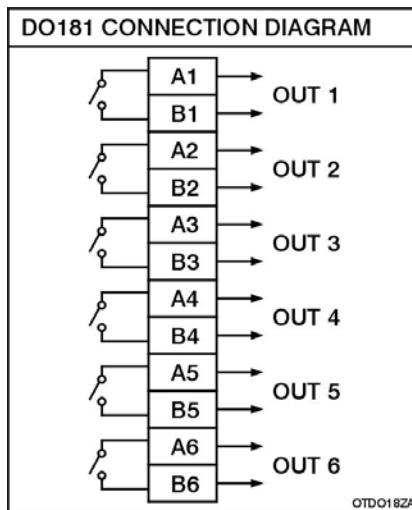 DO181 CONNECTION DIAGRAM
A1
OUT 1
B1
A2
OUT 2
B2
A3
OUT 3
B3
A4
OUT 4
B4
A5
OUT 5
B5
A6
OUT 6
B6
OTDO18ZA